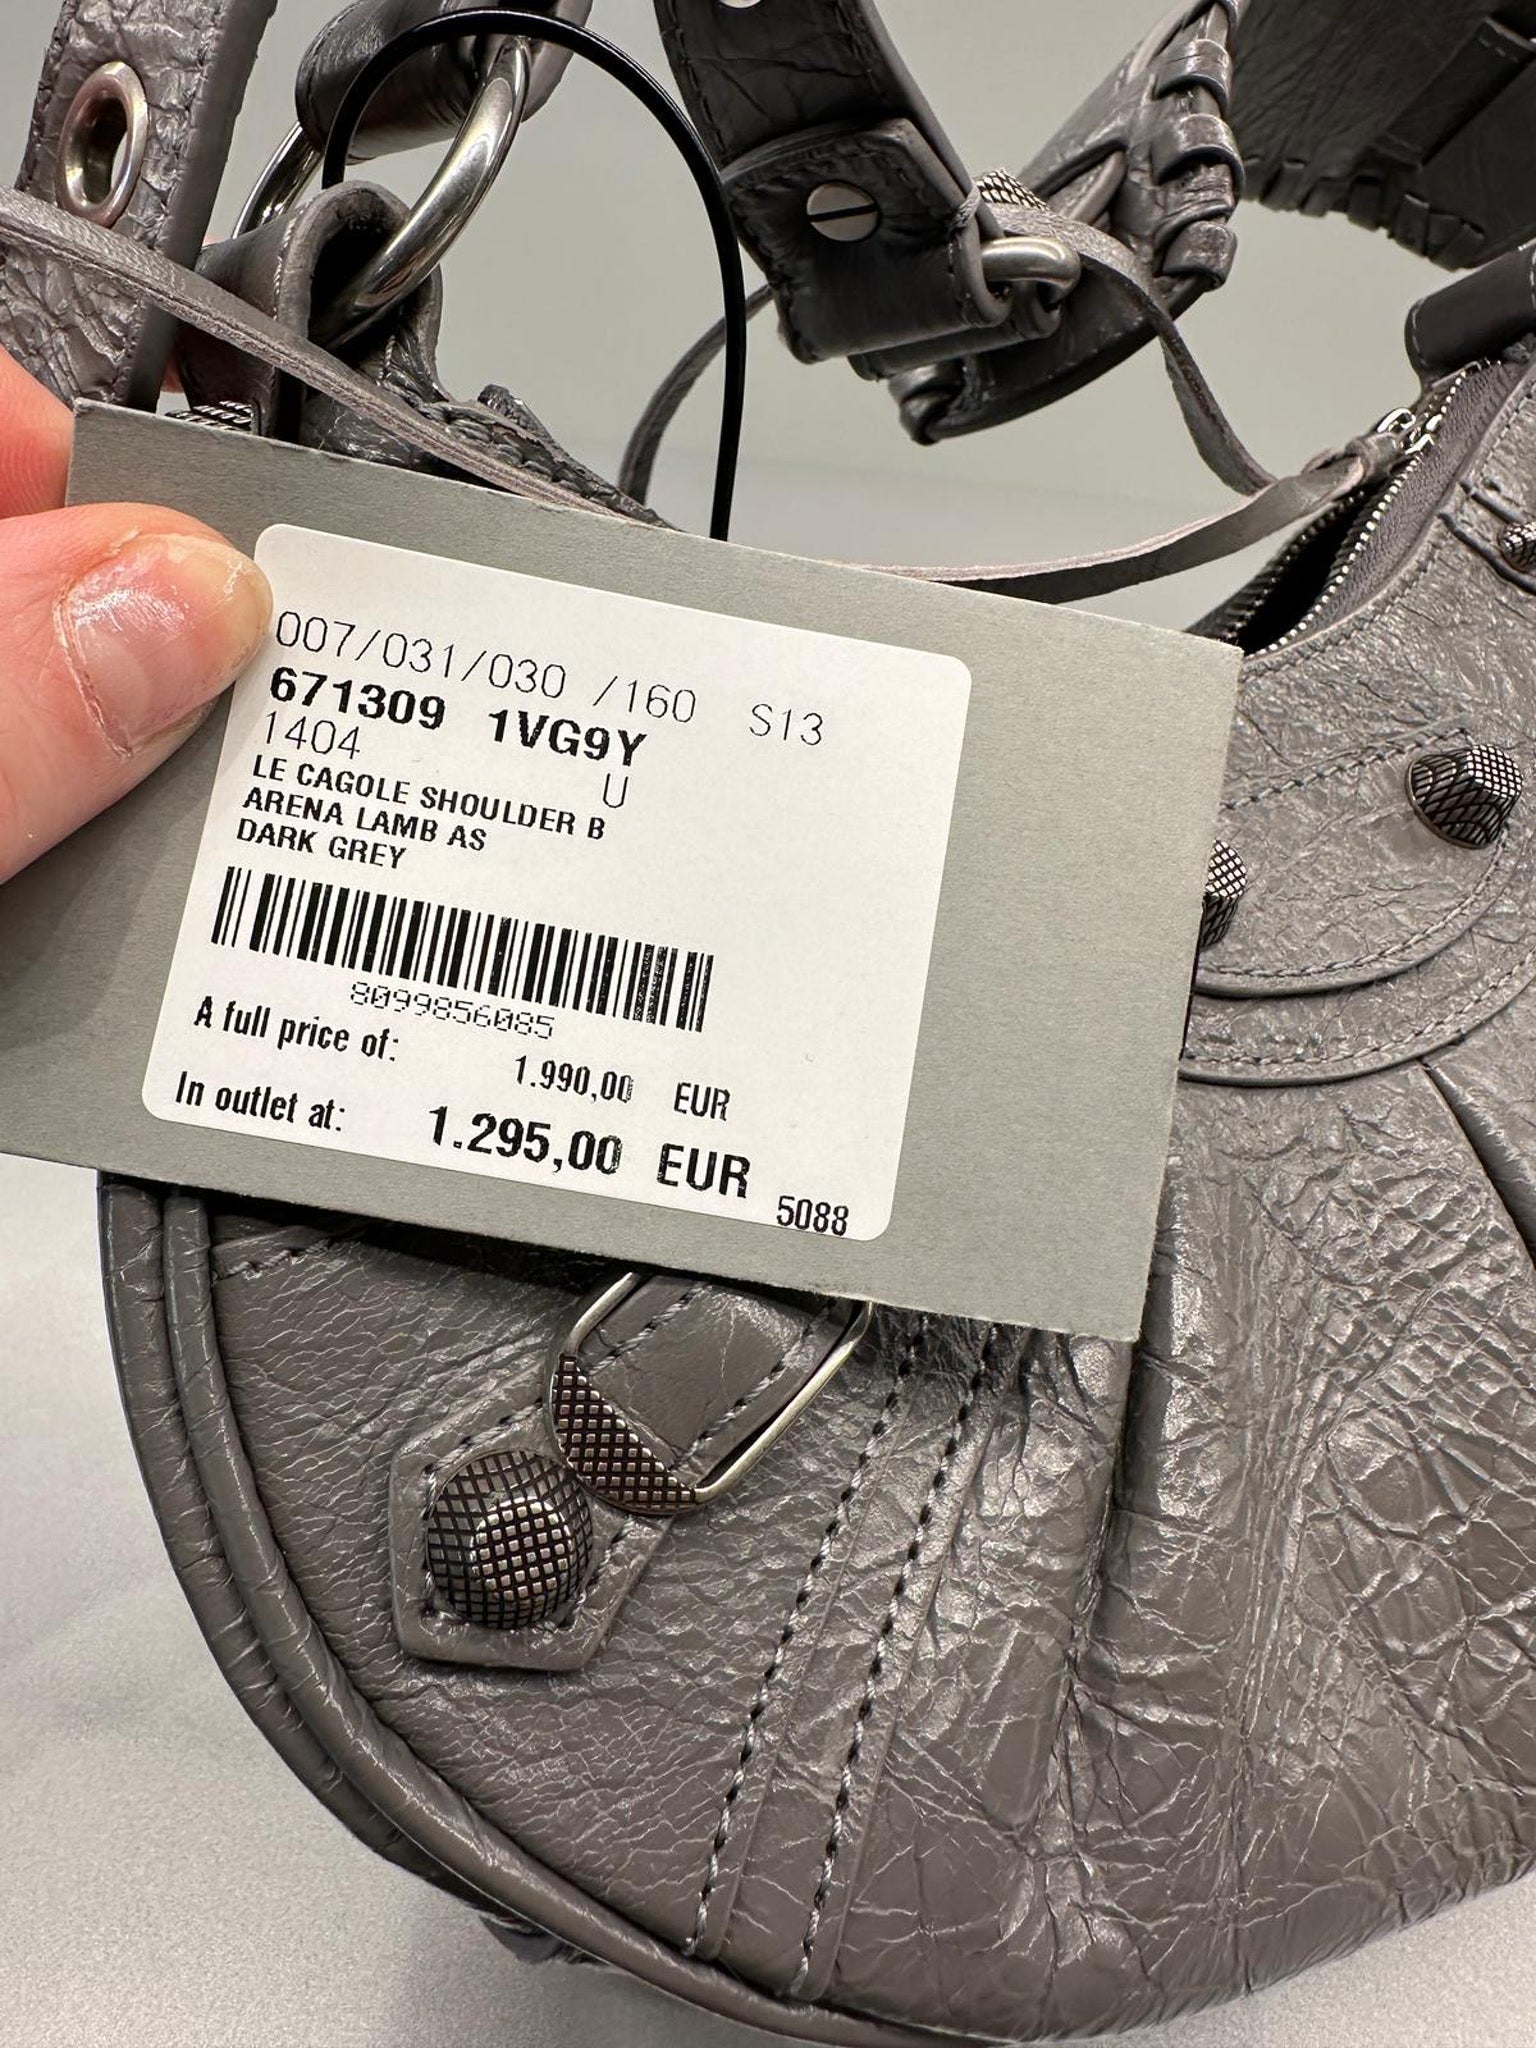 007/031/030 /160 S13
671309 1VG9Y
1404 U
LE CAGOLE SHOULDER B
ARENA LAMB AS
DARK GREY
8099856085
A full price of: 1.990,00 EUR
In outlet at: 1.295,00 EUR
5088